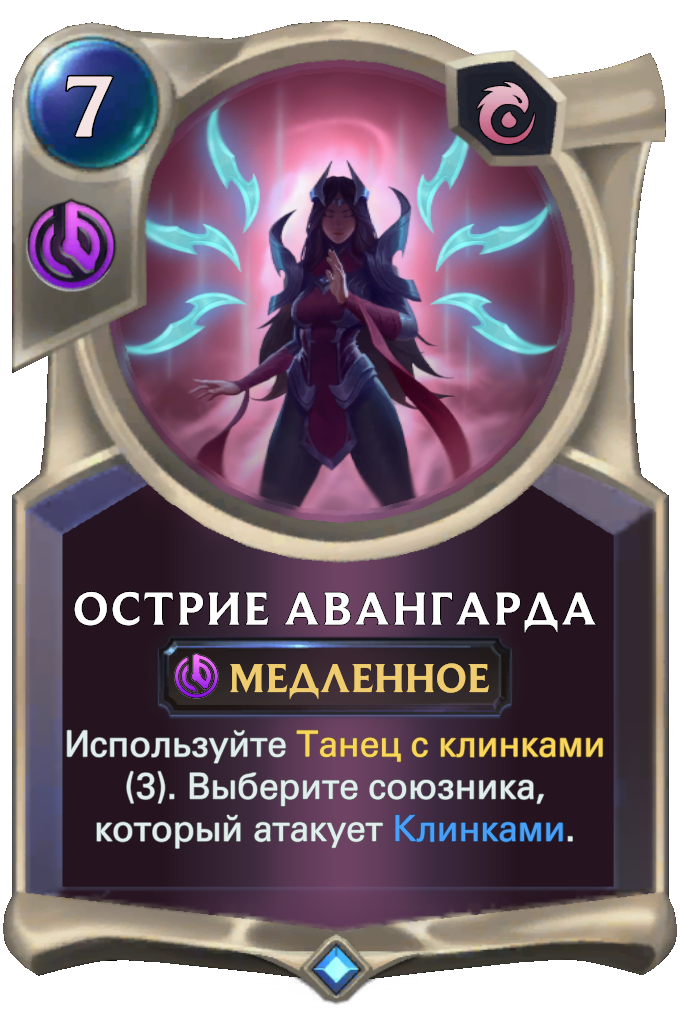 7
ОСТРИЕ АВАНГАРДА
МЕДЛЕННОЕ
Используйте Танец с клинками
(3). Выберите союзника,
который атакует Клинками.